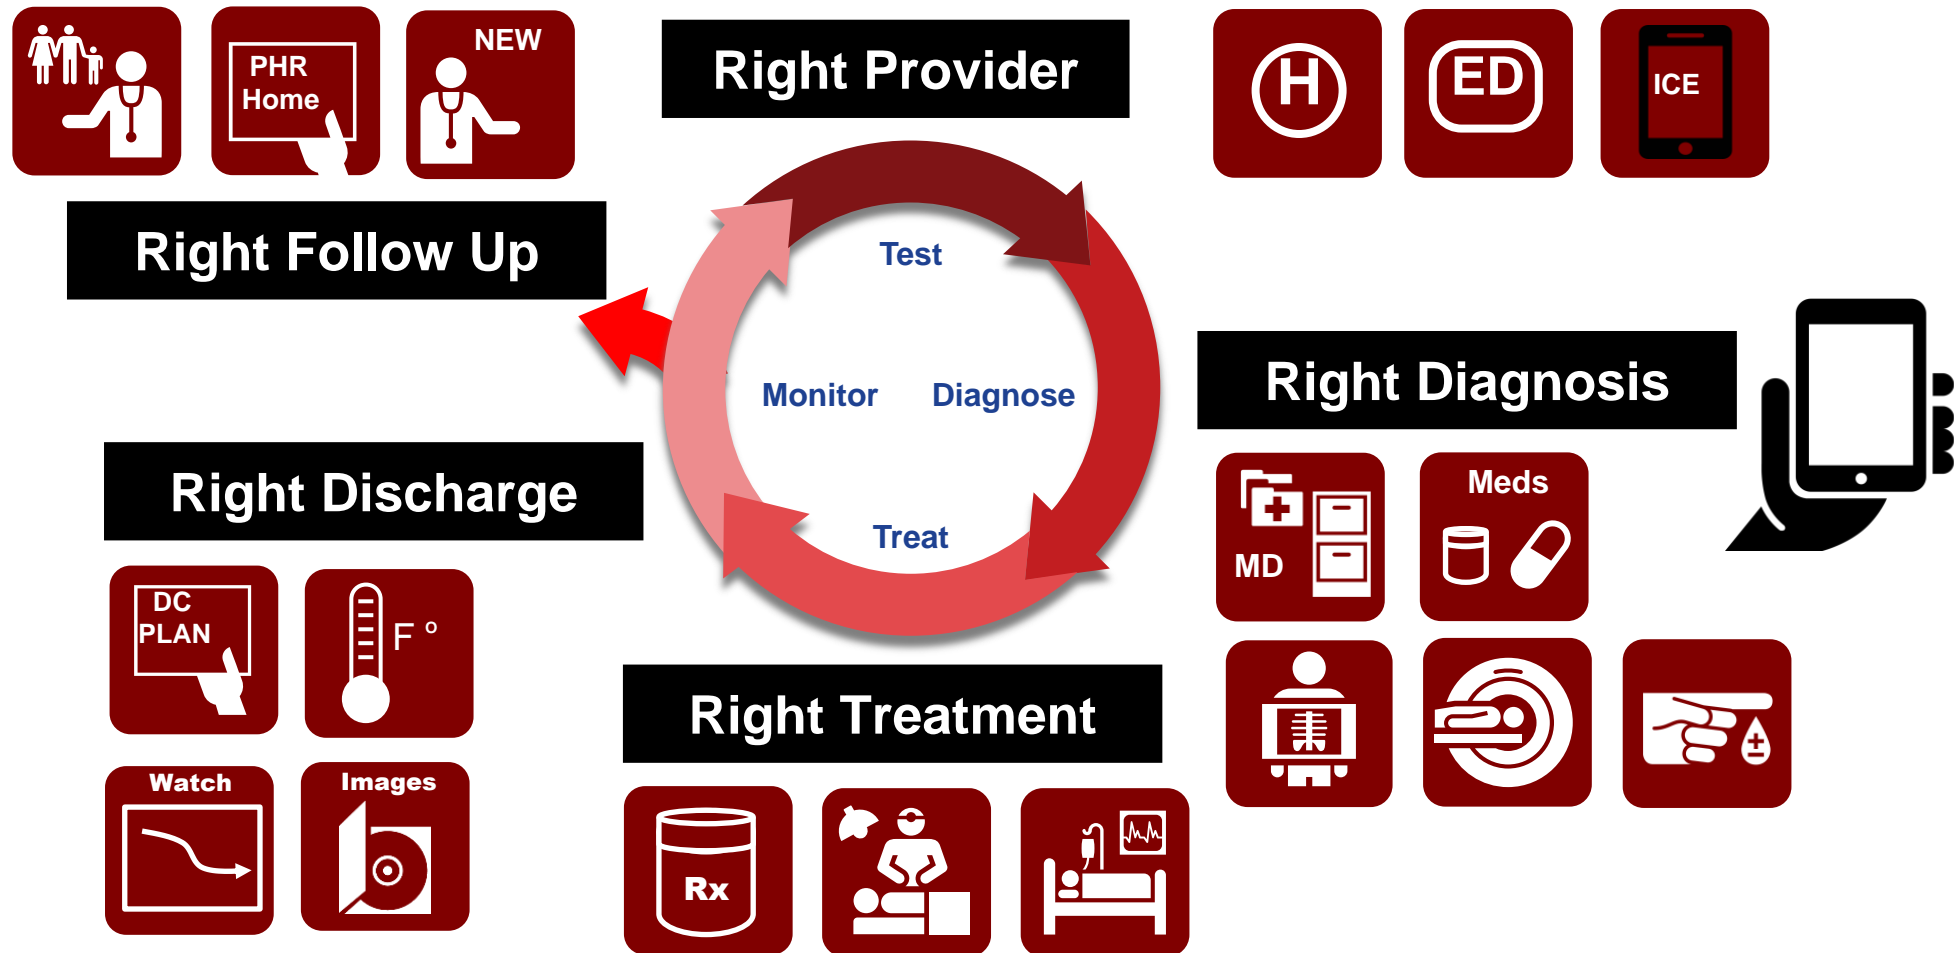 NEW
PHR
Home
Right Provider
H
ED
ICE
Right Follow Up
Test
Monitor
Diagnose
Treat
Right Diagnosis
MD
Meds
±
Right Discharge
DC
PLAN
F °
Watch
Images
Right Treatment
Rx